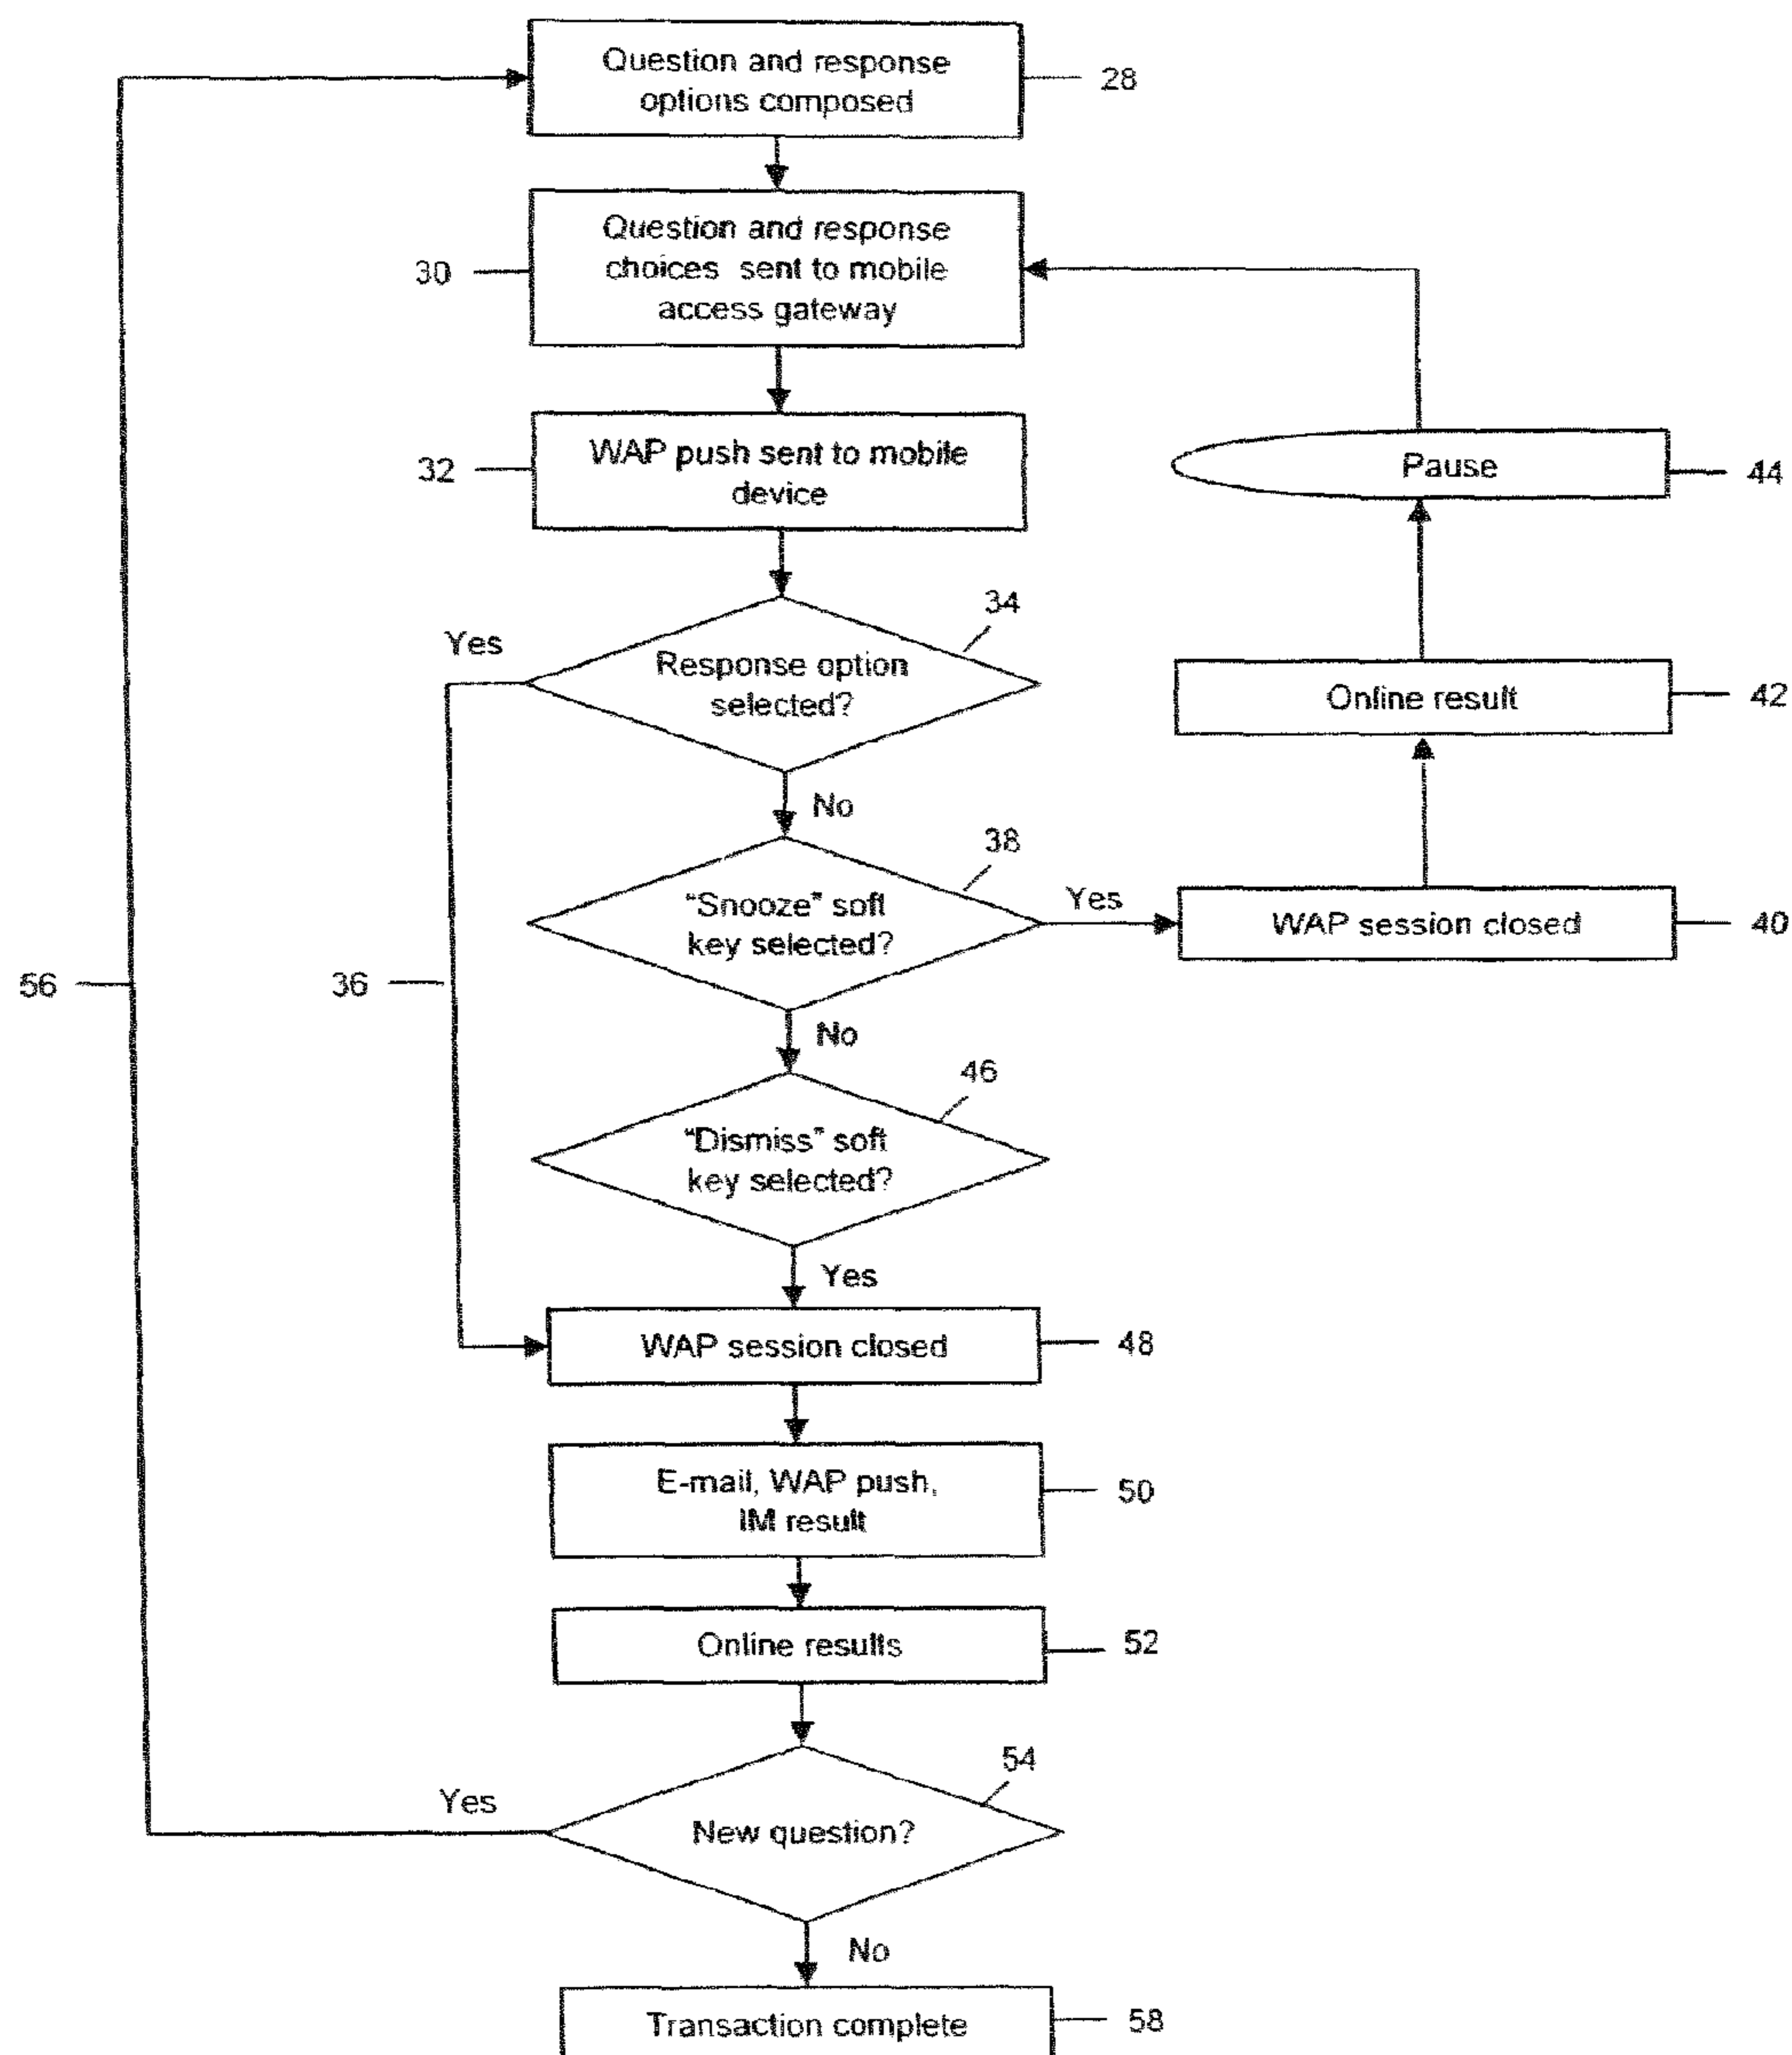 Question and response
options composed
28
Question and response
choices sent to mobile
access gateway
30
WAP push sent to mobile
device
32
Pause
44
34
Yes
Response option
selected?
Online result
42
No
38
"Snooze" soft
key selected?
Yes
WAP session closed
40
56
36
No
46
"Dismiss" soft
key selected?
Yes
WAP session closed
48
E-mail, WAP push,
IM result
50
Online results
52
54
Yes
New question?
No
Transaction complete
58